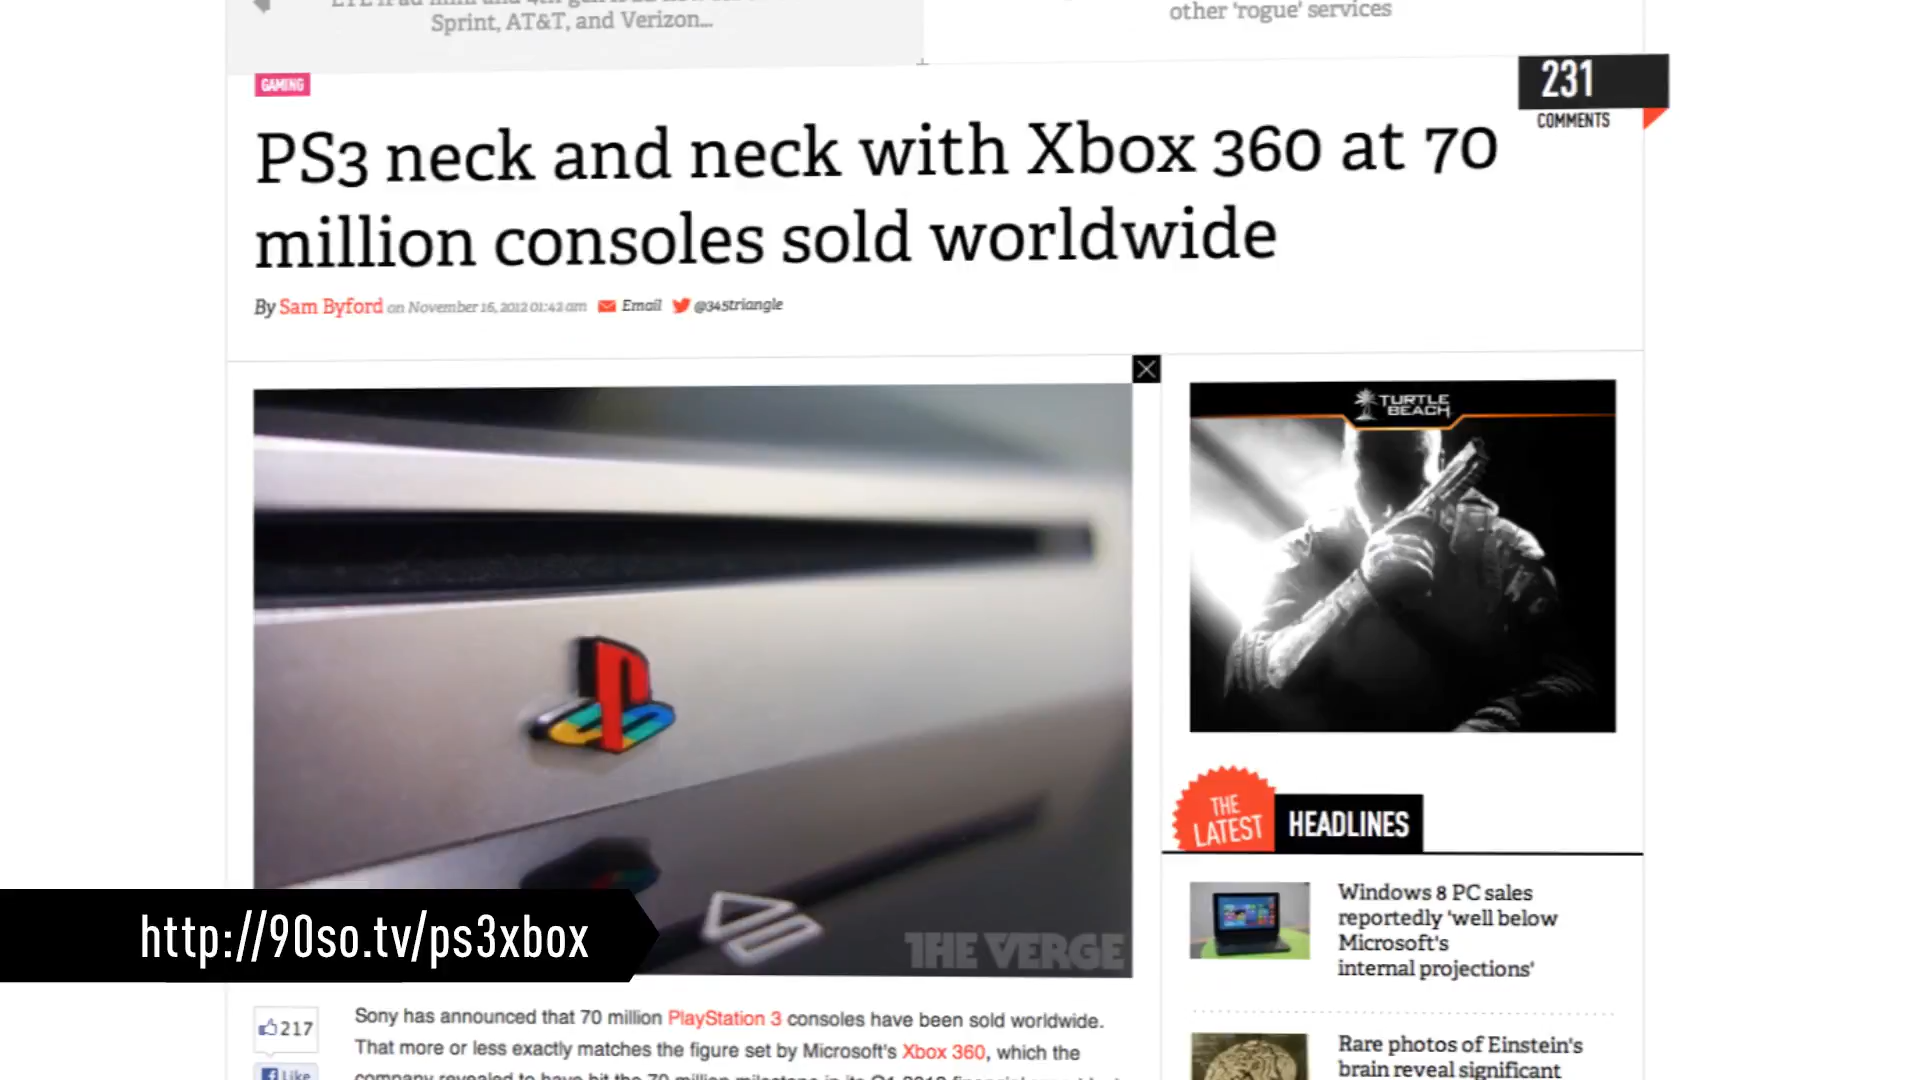 Sprint, AT&T, and Verizon...
other 'rogue' services
GAMING
231
COMMENTS
PS3 neck and neck with Xbox 360 at 70
million consoles sold worldwide
By Sam Byford on November 16, 2012 01:42 am Email @345triangle
TURTLE
BEACH
THE
LATEST
HEADLINES
Windows 8 PC sales
reportedly 'well below
Microsoft's
internal projections'
http://90so.tv/ps3xbox
THE VERGE
217
Like
Sony has announced that 70 million PlayStation 3 consoles have been sold worldwide.
That more or less exactly matches the figure set by Microsoft's Xbox 360, which the
Rare photos of Einstein's
brain reveal significant